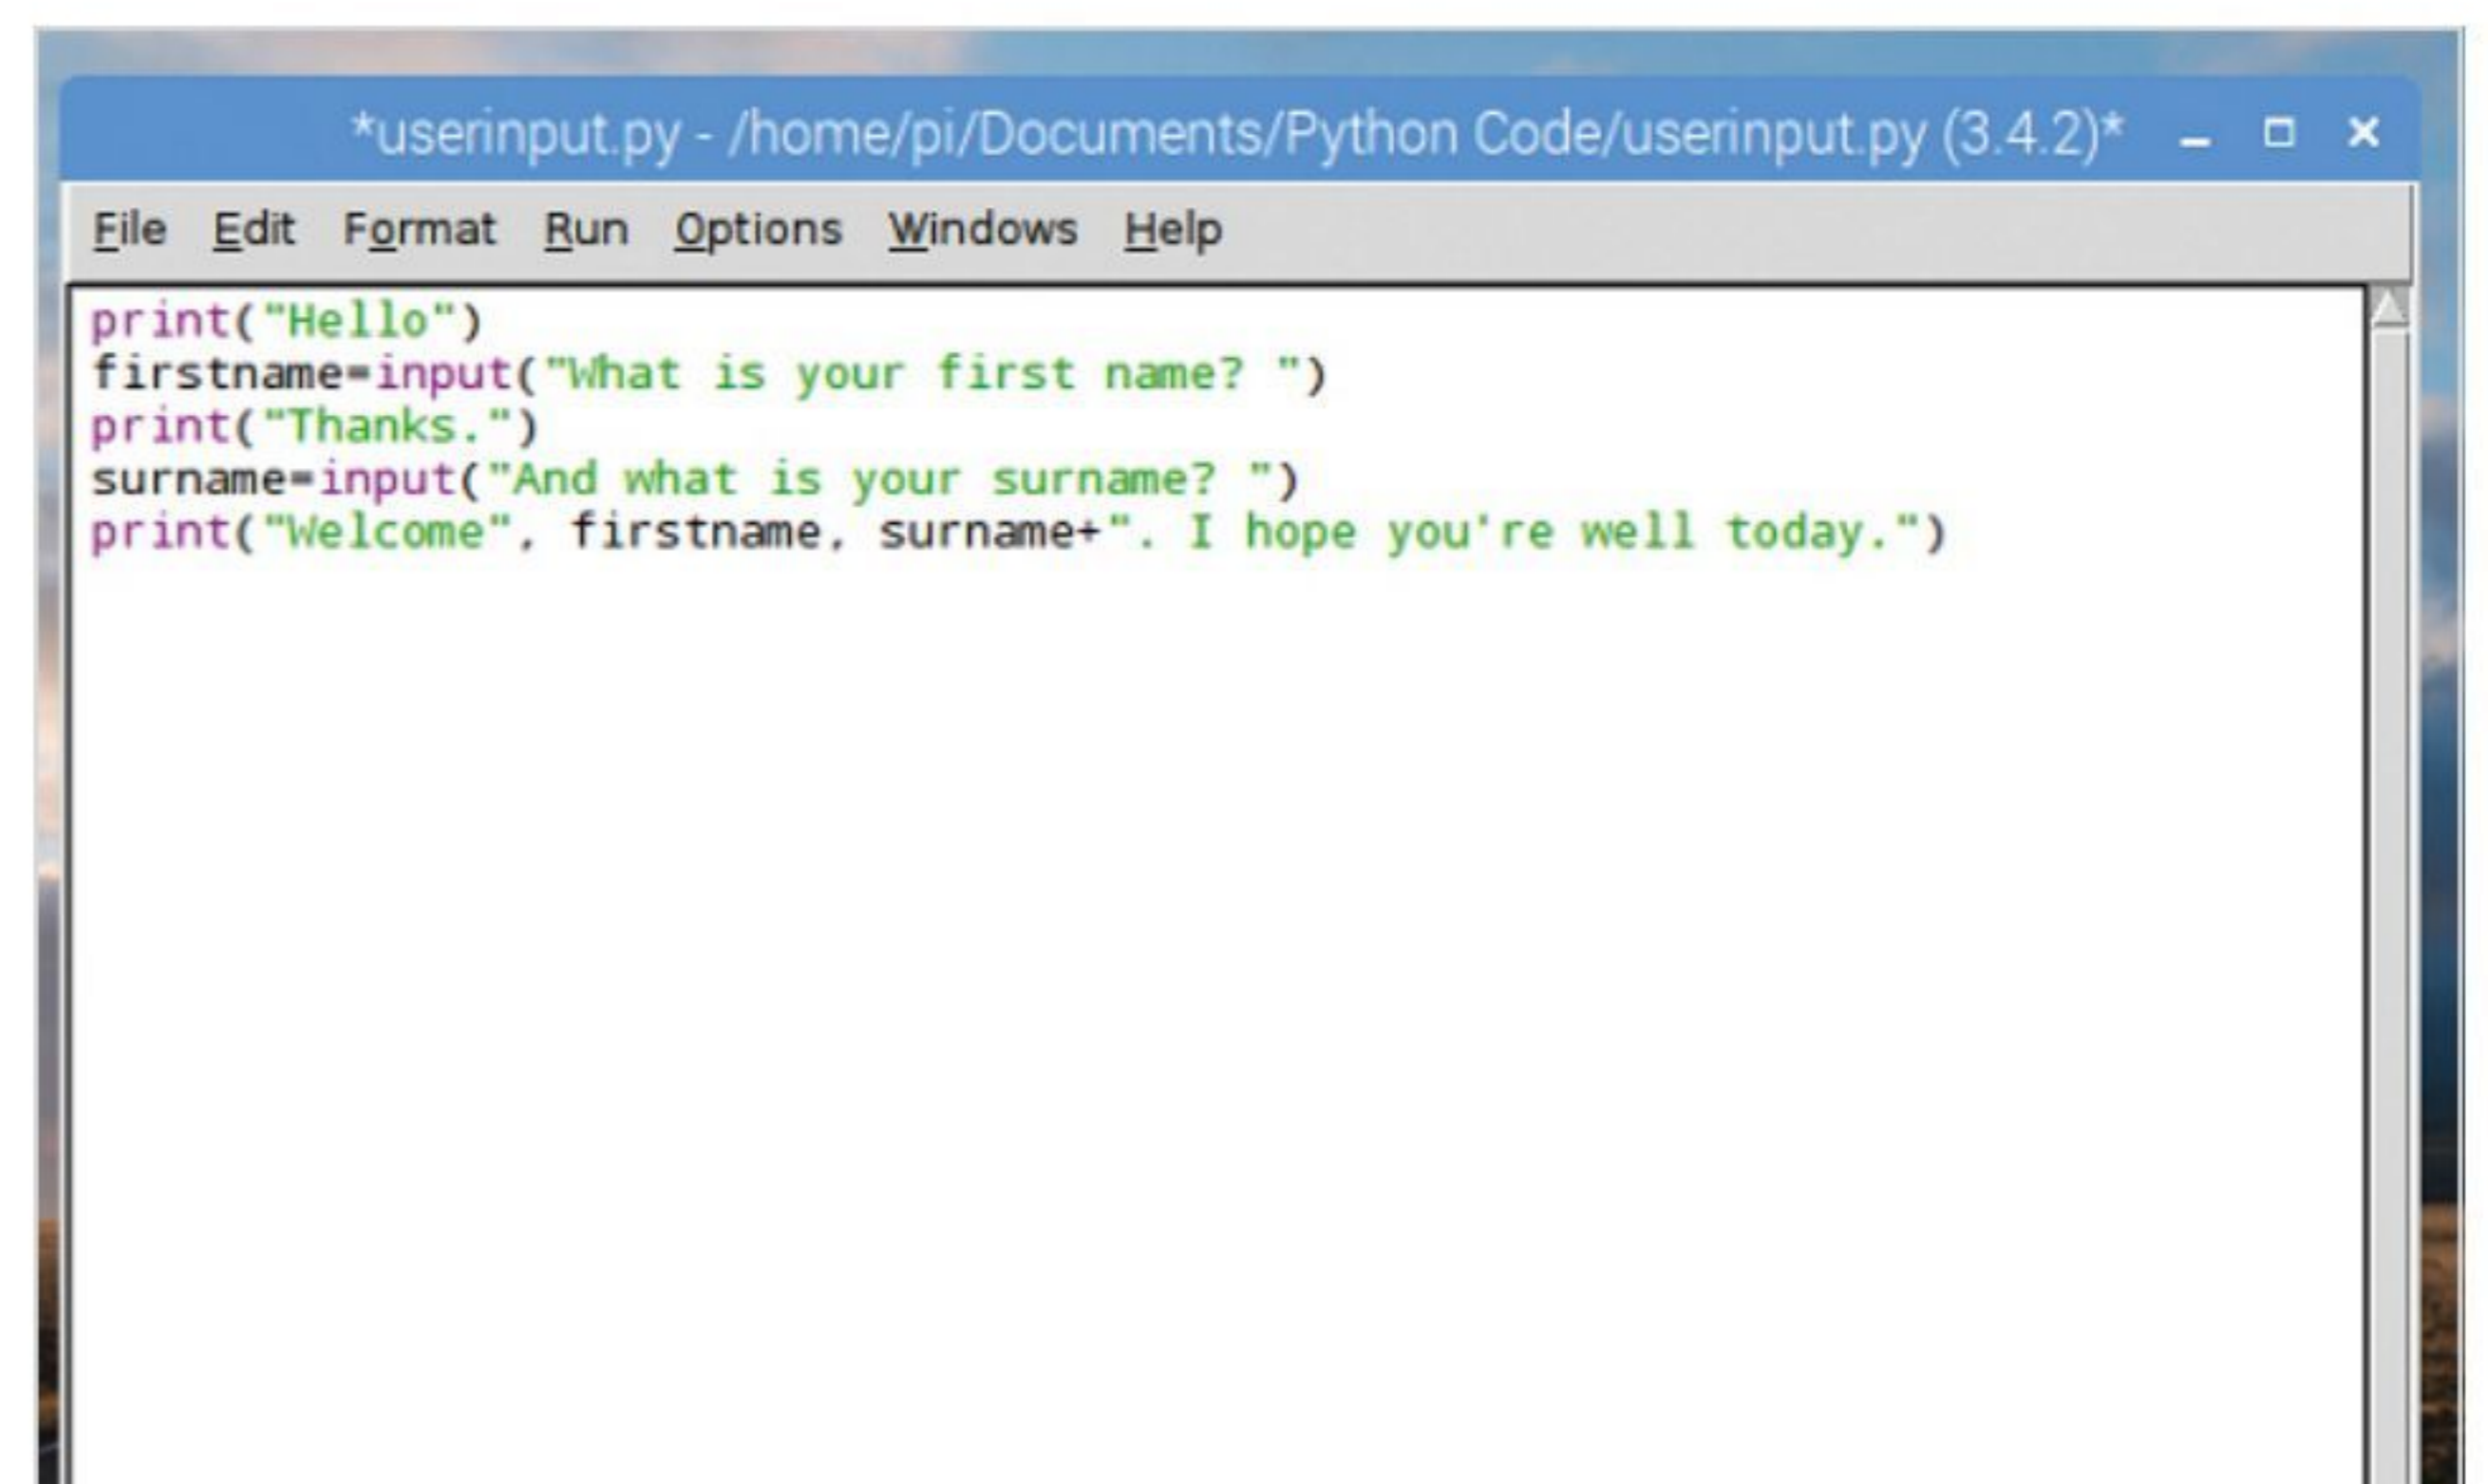 *userinput.py - /home/pi/Documents/Python Code/userinput.py (3.4.2)*
File Edit Format Run Options Windows Help
print("Hello")
firstname=input("What is your first name? ")
print("Thanks.")
surname=input("And what is your surname? ")
print("Welcome", firstname, surname+". I hope you're well today.")